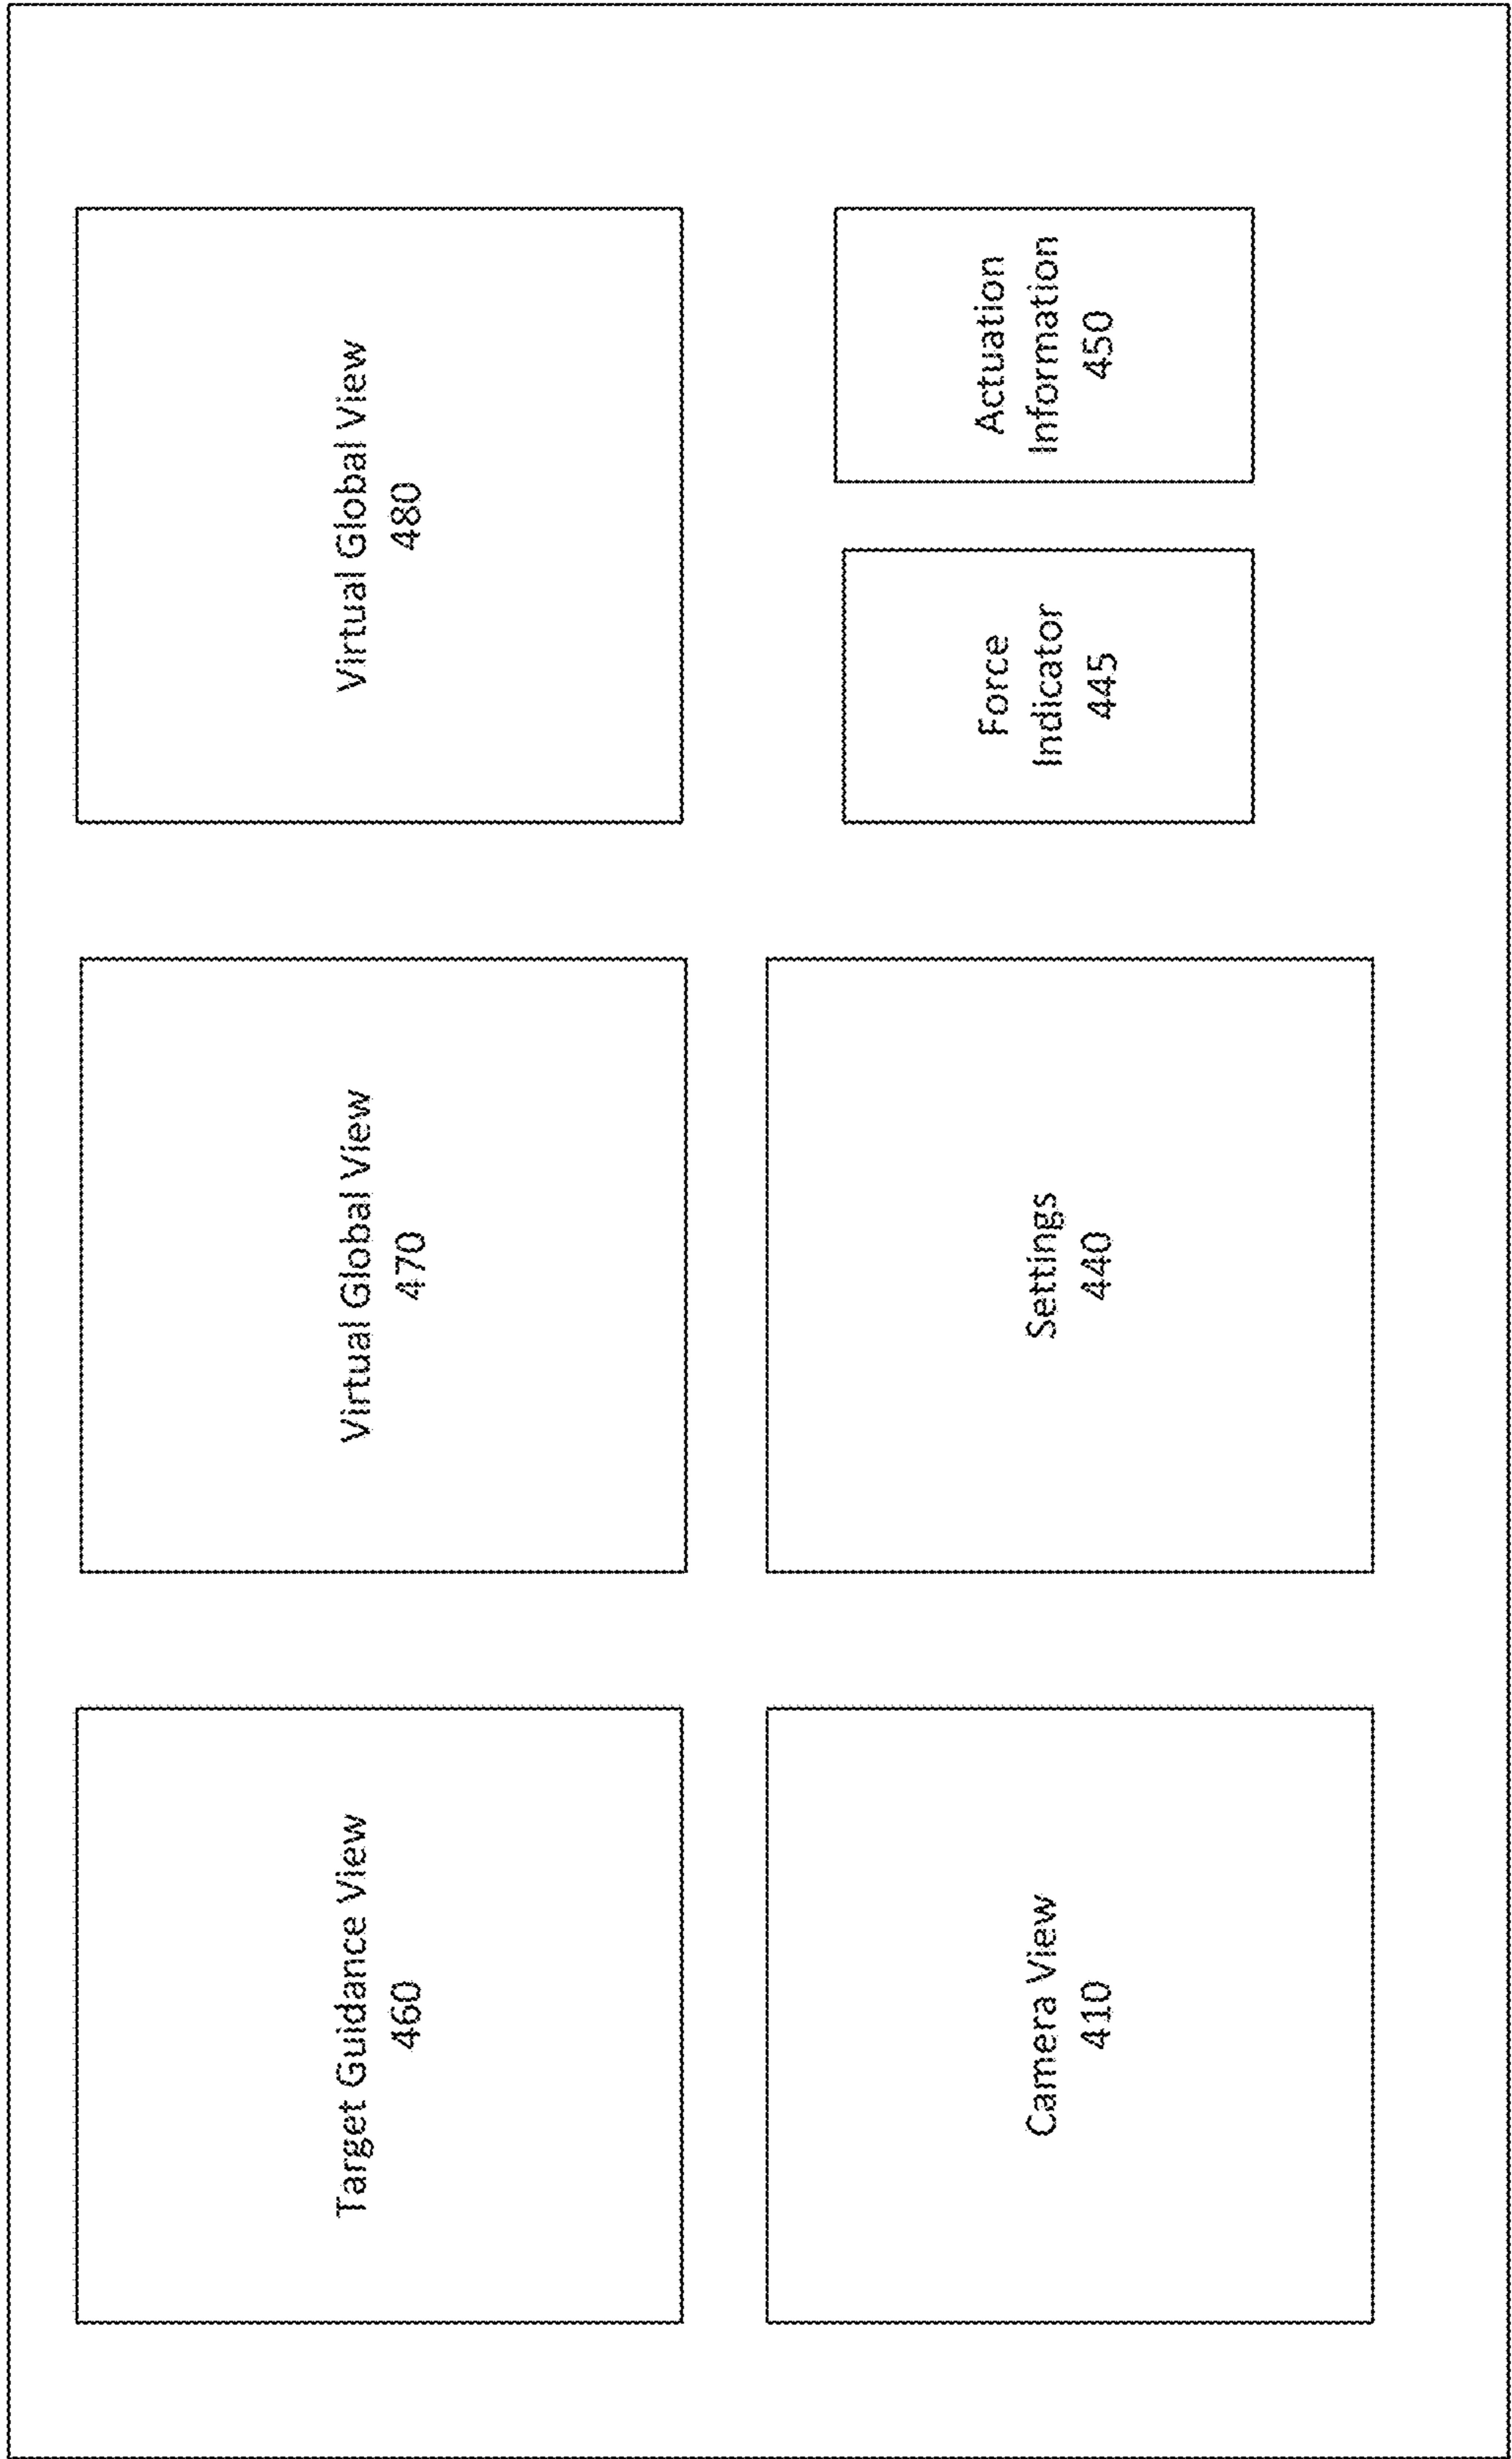 Target Guidance View
460
Virtual Global View
470
Virtual Global View
480
Camera View
410
Settings
440
Force
Indicator
445
Actuation
Information
450